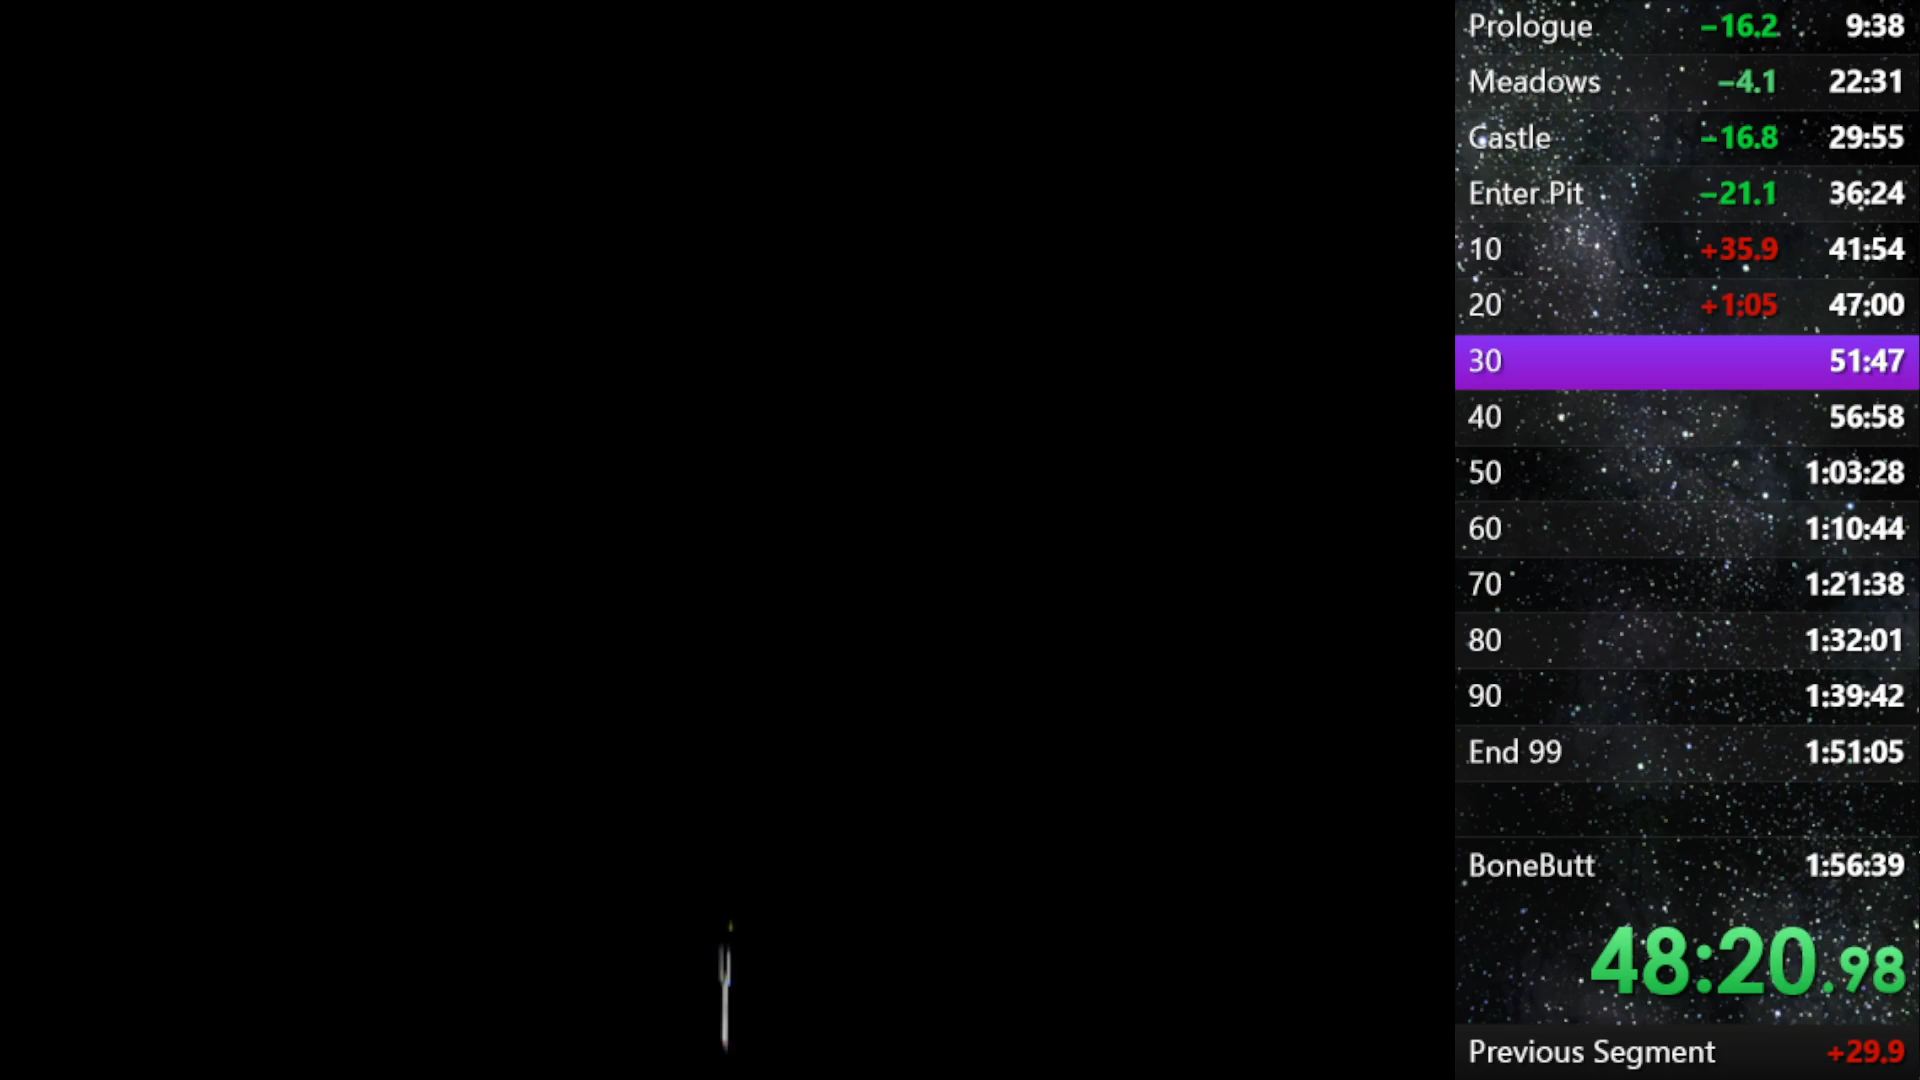 Prologue −16.2 9:38
Meadows −4.1 22:31
Castle −16.8 29:55
Enter Pit −21.1 36:24
10 +35.9 41:54
20 +1:05 47:00
30 51:47
40 56:58
50 1:03:28
60 1:10:44
70 1:21:38
80 1:32:01
90 1:39:42
End 99 1:51:05
BoneButt 1:56:39
48:20.98
Previous Segment +29.9